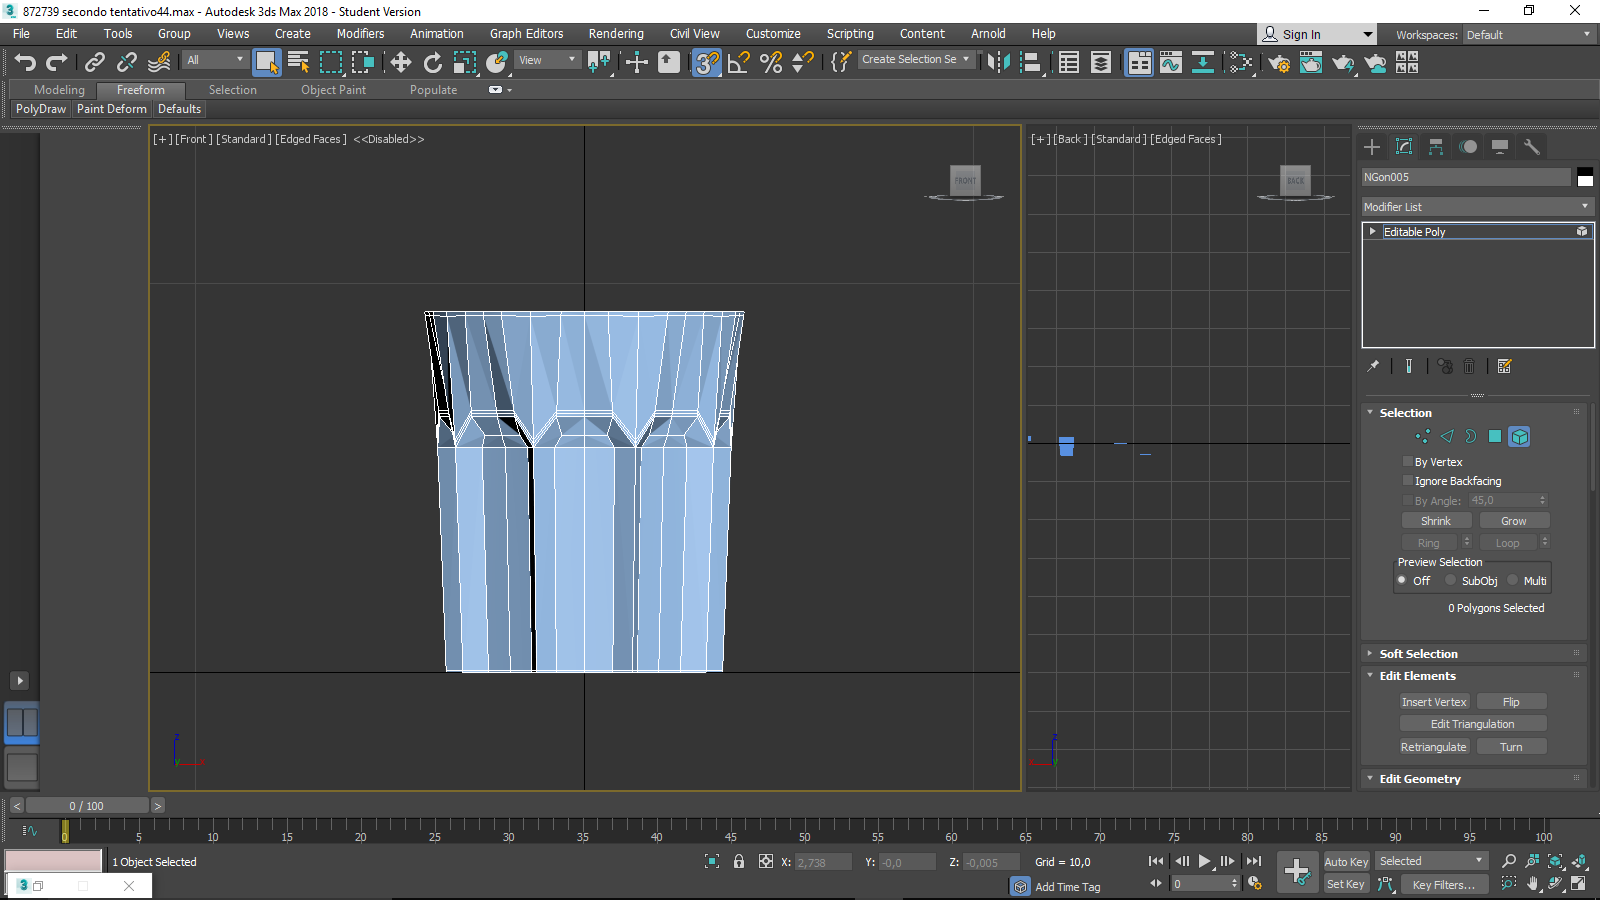 872739 secondo tentativo44.max - Autodesk 3ds Max 2018 - Student Version
File Edit Tools Group Views Create Modifiers Animation Graph Editors Rendering Civil View Customize Scripting Content Arnold Help
Sign In Workspaces: Default
All View Create Selection Se
Modeling Freeform Selection Object Paint Populate
PolyDraw Paint Deform Defaults
[+] [Front] [Standard] [Edged Faces] <<Disabled>>
[+] [Back] [Standard] [Edged Faces]
FRONT
BACK
NGon005
Modifier List
Editable Poly
Selection
By Vertex
Ignore Backfacing
By Angle: 45,0
Shrink Grow
Ring Loop
Preview Selection
Off SubObj Multi
0 Polygons Selected
Soft Selection
Edit Elements
Insert Vertex Flip
Edit Triangulation
Retriangulate Turn
Edit Geometry
z
z
x
y
< 0 / 100 >
0 5 10 15 20 25 30 35 40 45 50 55 60 65 70 75 80 85 90 95 100
1 Object Selected
X: 2,738 Y: -0,0 Z: -0,005 Grid = 10,0
Add Time Tag
0
Auto Key Selected
Set Key Key Filters...